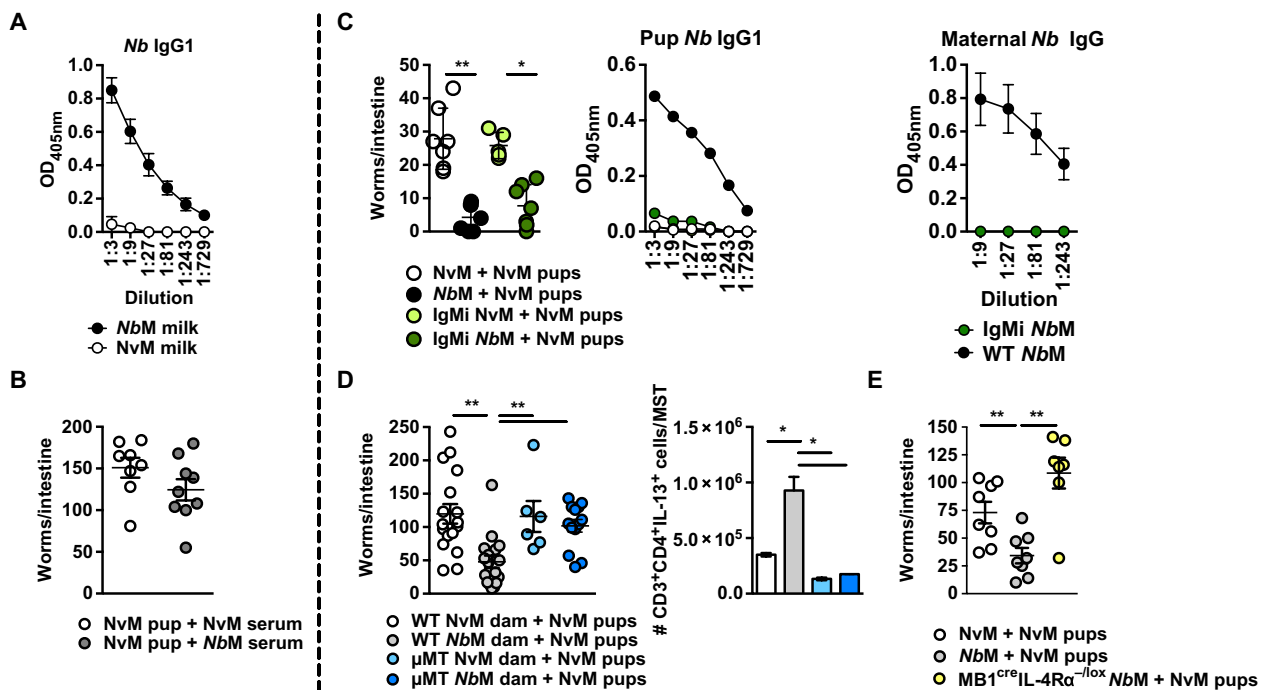 A
Nb IgG1
OD405nm
1.0
0.8
0.6
0.4
0.2
0.0
1:3
1:9
1:27
1:81
1:243
1:729
Dilution
NbM milk
NvM milk
B
Worms/intestine
200
150
100
50
0
NvM pup + NvM serum
NvM pup + NbM serum
C
Worms/intestine
50
40
30
20
10
0
**
*
NvM + NvM pups
NbM + NvM pups
IgMi NvM + NvM pups
IgMi NbM + NvM pups
Pup Nb IgG1
OD405nm
0.6
0.4
0.2
0.0
1:3
1:9
1:27
1:81
1:243
1:729
Maternal Nb IgG
OD405nm
1.0
0.8
0.6
0.4
0.2
0.0
1:9
1:27
1:81
1:243
Dilution
IgMi NbM
WT NbM
D
Worms/intestine
250
200
150
100
50
0
**
**
WT NvM dam + NvM pups
WT NbM dam + NvM pups
µMT NvM dam + NvM pups
µMT NbM dam + NvM pups
# CD3+CD4+IL-13+ cells/MST
1.5 × 10⁶
1.0 × 10⁶
5.0 × 10⁵
0.0
*
*
E
Worms/intestine
150
125
100
75
50
25
0
**
**
NvM + NvM pups
NbM + NvM pups
MB1creIL-4Rα−/lox NbM + NvM pups